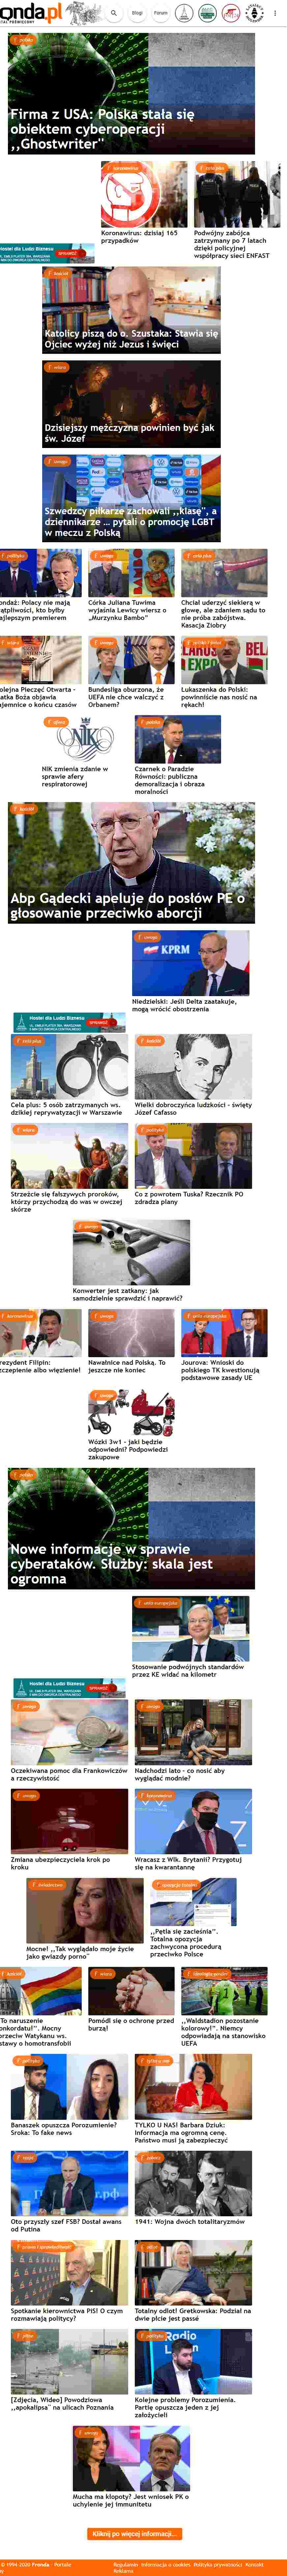 onda.pl
Blogi
Forum
Firma z USA: Polska stała się
obiektem cyberoperacji
,,Ghostwriter"
Koronawirus: dzisiaj 165
przypadków
Podwójny zabójca
zatrzymany po 7 latach
dzięki policyjnej
współpracy sieci ENFAST
Hostel dla Ludzi Biznesu
SPRAWDŹ
Katolicy piszą do o. Szustaka: Stawia się
Ojciec wyżej niż Jezus i święci
Dzisiejszy mężczyzna powinien być jak
św. Józef
Szwedzcy piłkarze zachowali ,,klasę", a
dziennikarze ... pytali o promocję LGBT
w meczu z Polską
ondaż: Polacy nie mają
ątpliwości, kto byłby
ajlepszym premierem
Córka Juliana Tuwima
wyjaśnia Lewicy wiersz o
„Murzynku Bambo”
Chciał uderzyć siekierą w
głowę, ale zdaniem sądu to
nie próba zabójstwa.
Kasacja Ziobry
olejna Pieczęć Otwarta –
atka Boża objawia
ajemnice o końcu czasów
Bundesliga oburzona, że
UEFA nie chce walczyć z
Orbanem?
Łukaszenka do Polski:
powinniście nas nosić na
rękach!
NIK zmienia zdanie w
sprawie afery
respiratorowej
Czarnek o Paradzie
Równości: publiczna
demoralizacja i obraza
moralności
Abp Gądecki apeluje do posłów PE o
głosowanie przeciwko aborcji
KPRM
Niedzielski: Jeśli Delta zaatakuje,
mogą wrócić obostrzenia
Hostel dla Ludzi Biznesu
SPRAWDŹ
Cela plus: 5 osób zatrzymanych ws.
dzikiej reprywatyzacji w Warszawie
Wielki dobroczyńca ludzkości – święty
Józef Cafasso
Strzeżcie się fałszywych proroków,
którzy przychodzą do was w owczej
skórze
Co z powrotem Tuska? Rzecznik PO
zdradza plany
Konwerter jest zatkany: jak
samodzielnie sprawdzić i naprawić?
rezydent Filipin:
zczepienie albo więzienie!
Nawałnice nad Polską. To
jeszcze nie koniec
Jourova: Wnioski do
polskiego TK kwestionują
podstawowe zasady UE
Wózki 3w1 – jaki będzie
odpowiedni? Podpowiedzi
zakupowe
Nowe informacje w sprawie
cyberataków. Służby: skala jest
ogromna
Stosowanie podwójnych standardów
przez KE widać na kilometr
Hostel dla Ludzi Biznesu
SPRAWDŹ
Oczekiwana pomoc dla Frankowiczów
a rzeczywistość
Nadchodzi lato – co nosić aby
wyglądać modnie?
Zmiana ubezpieczyciela krok po
kroku
Wracasz z Wlk. Brytanii? Przygotuj
się na kwarantannę
Mocne! ,,Tak wyglądało moje życie
jako gwiazdy porno"
,,Pętla się zacieśnia”.
Totalna opozycja
zachwycona procedurą
przeciwko Polsce
To naruszenie
onkordatu!”. Mocny
przeciw Watykanu ws.
stawy o homotransfobii
Pomódl się o ochronę przed
burzą!
,,Waldstadion pozostanie
kolorowy!”. Niemcy
odpowiadają na stanowisko
UEFA
Banaszek opuszcza Porozumienie?
Sroka: To fake news
TYLKO U NAS! Barbara Dziuk:
Informacja ma ogromną cenę.
Państwo musi ją zabezpieczyć
Oto przyszły szef FSB? Dostał awans
od Putina
1941: Wojna dwóch totalitaryzmów
Spotkanie kierownictwa PiS! O czym
rozmawiają politycy?
Totalny odlot! Gretkowska: Podział na
dwie płcie jest passé
[Zdjęcia, Wideo] Powodziowa
,,apokalipsa" na ulicach Poznania
Kolejne problemy Porozumienia.
Partię opuszcza jeden z jej
założycieli
Mucha ma kłopoty? Jest wniosek PK o
uchylenie jej immunetetu
Kliknij po więcej informacji...
© 1994-2020 Fronda - Portale
Regulamin Informacja o cookies Polityka prywatności Kontakt
Reklama